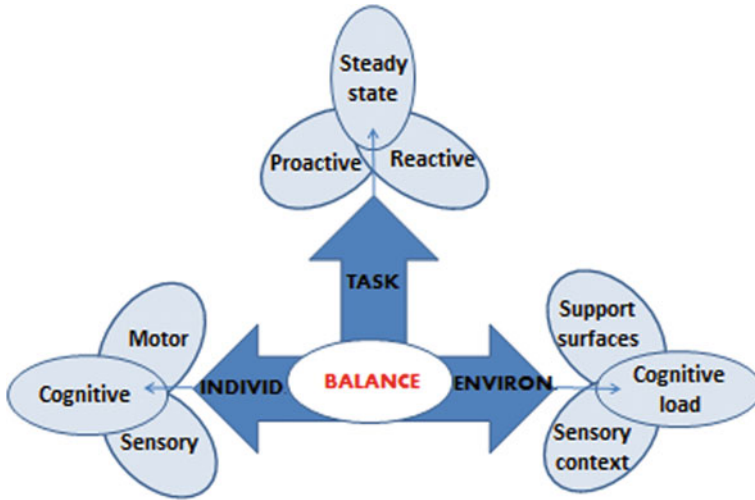 Steady
state
Proactive
Reactive
TASK
Motor
Cognitive
Sensory
INDIVID.
BALANCE
ENVIRON.
Support
surfaces
Cognitive
load
Sensory
context